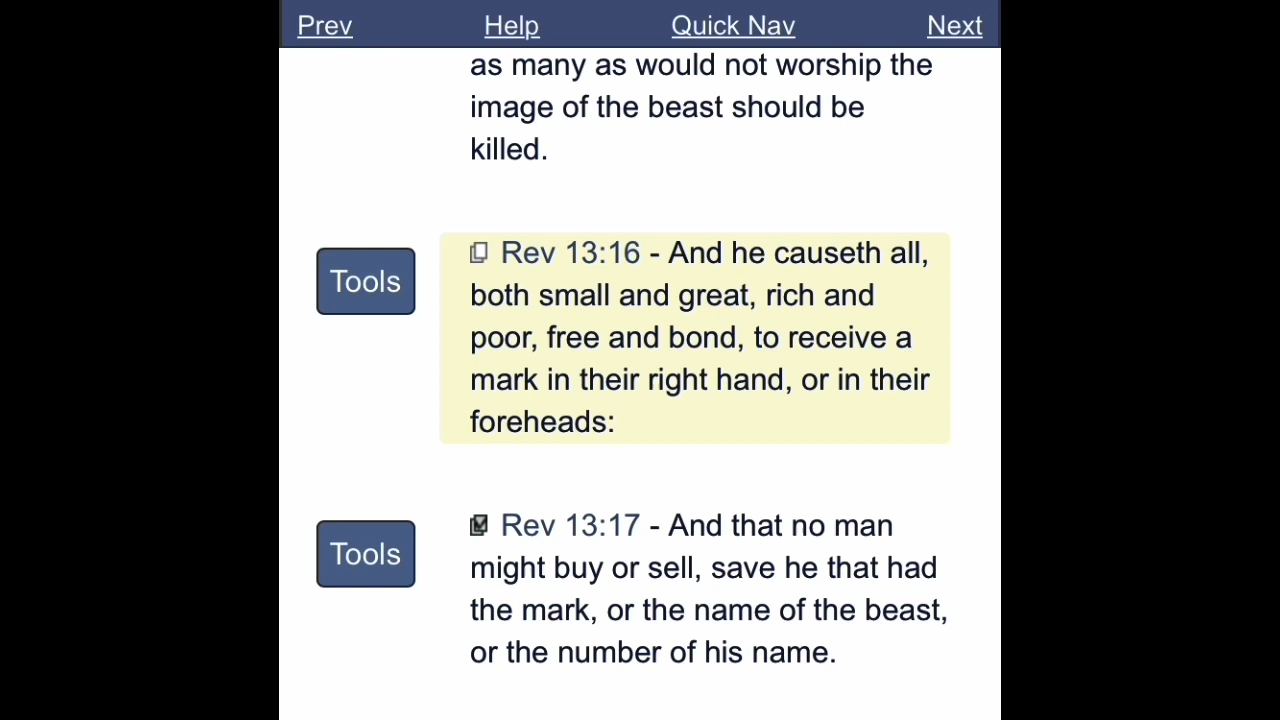 Prev Help Quick Nav Next
as many as would not worship the
image of the beast should be
killed.
Tools
Rev 13:16 - And he causeth all,
both small and great, rich and
poor, free and bond, to receive a
mark in their right hand, or in their
foreheads:
Tools
Rev 13:17 - And that no man
might buy or sell, save he that had
the mark, or the name of the beast,
or the number of his name.